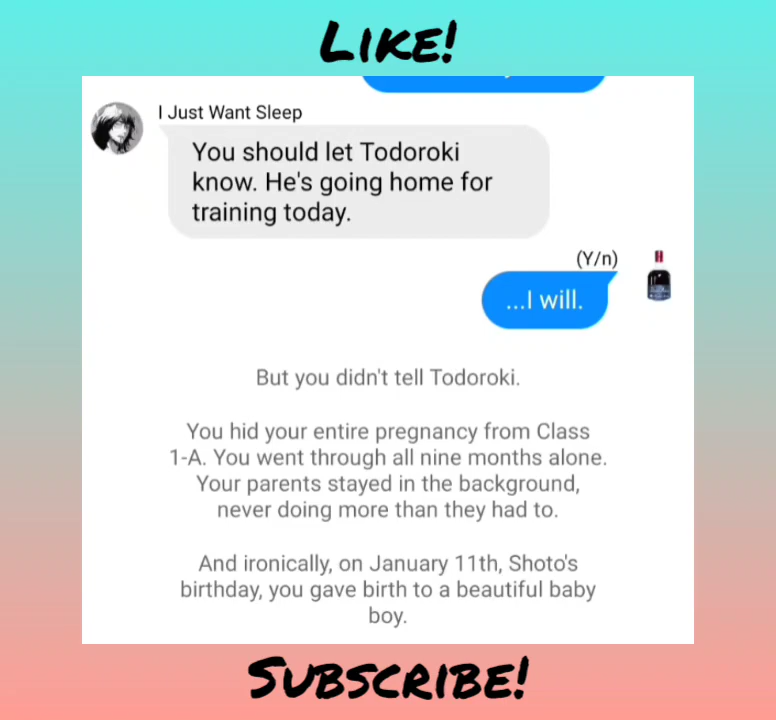 LIKE!
I Just Want Sleep
You should let Todoroki
know. He's going home for
training today.
(Y/n)
...I will.
But you didn't tell Todoroki.
You hid your entire pregnancy from Class
1-A. You went through all nine months alone.
Your parents stayed in the background,
never doing more than they had to.
And ironically, on January 11th, Shoto's
birthday, you gave birth to a beautiful baby
boy.
SUBSCRIBE!